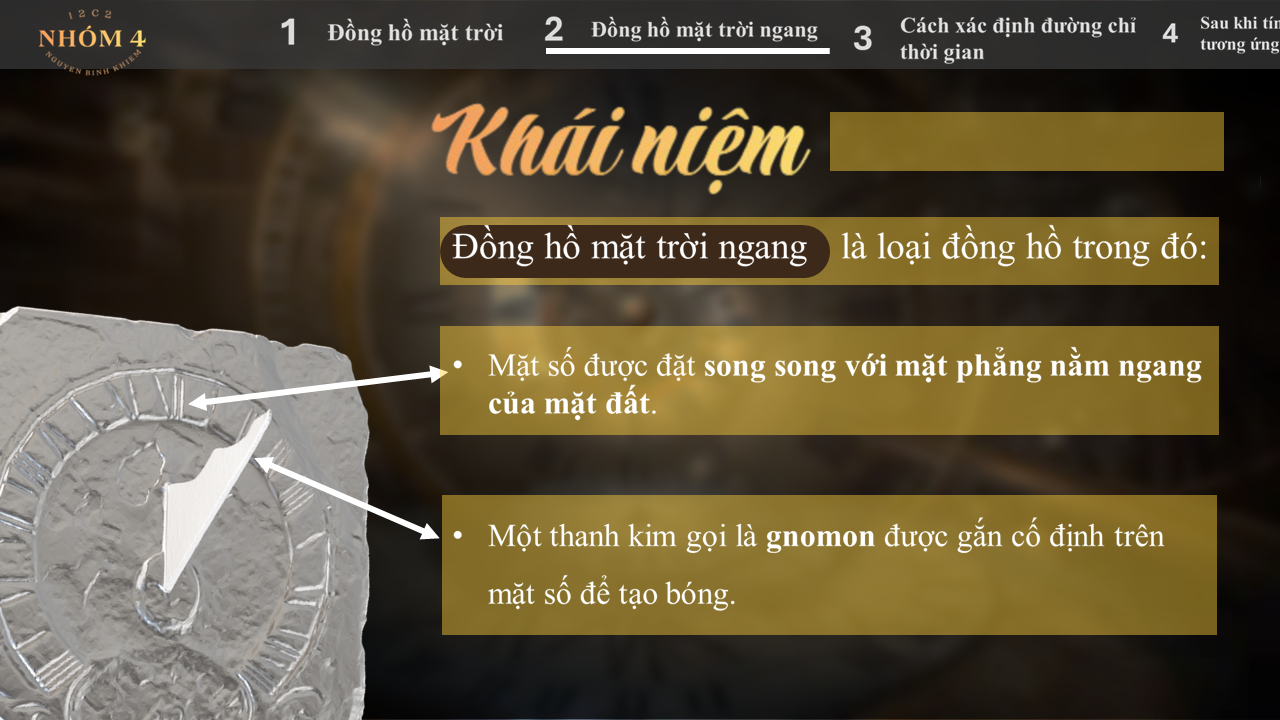 12C2
NHÓM 4
NGUYEN BINH KHIEM
1 Đồng hồ mặt trời
2 Đồng hồ mặt trời ngang
3 Cách xác định đường chỉ
thời gian
4 Sau khi
tương ứng
Khái niệm
Đồng hồ mặt trời ngang là loại đồng hồ trong đó:
• Mặt số được đặt song song với mặt phẳng nằm ngang
của mặt đất.
• Một thanh kim gọi là gnomon được gắn cố định trên
mặt số để tạo bóng.